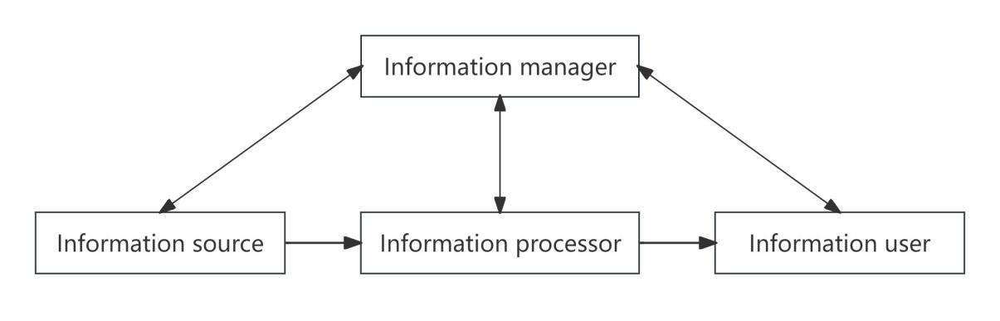 Information manager
Information source
Information processor
Information user